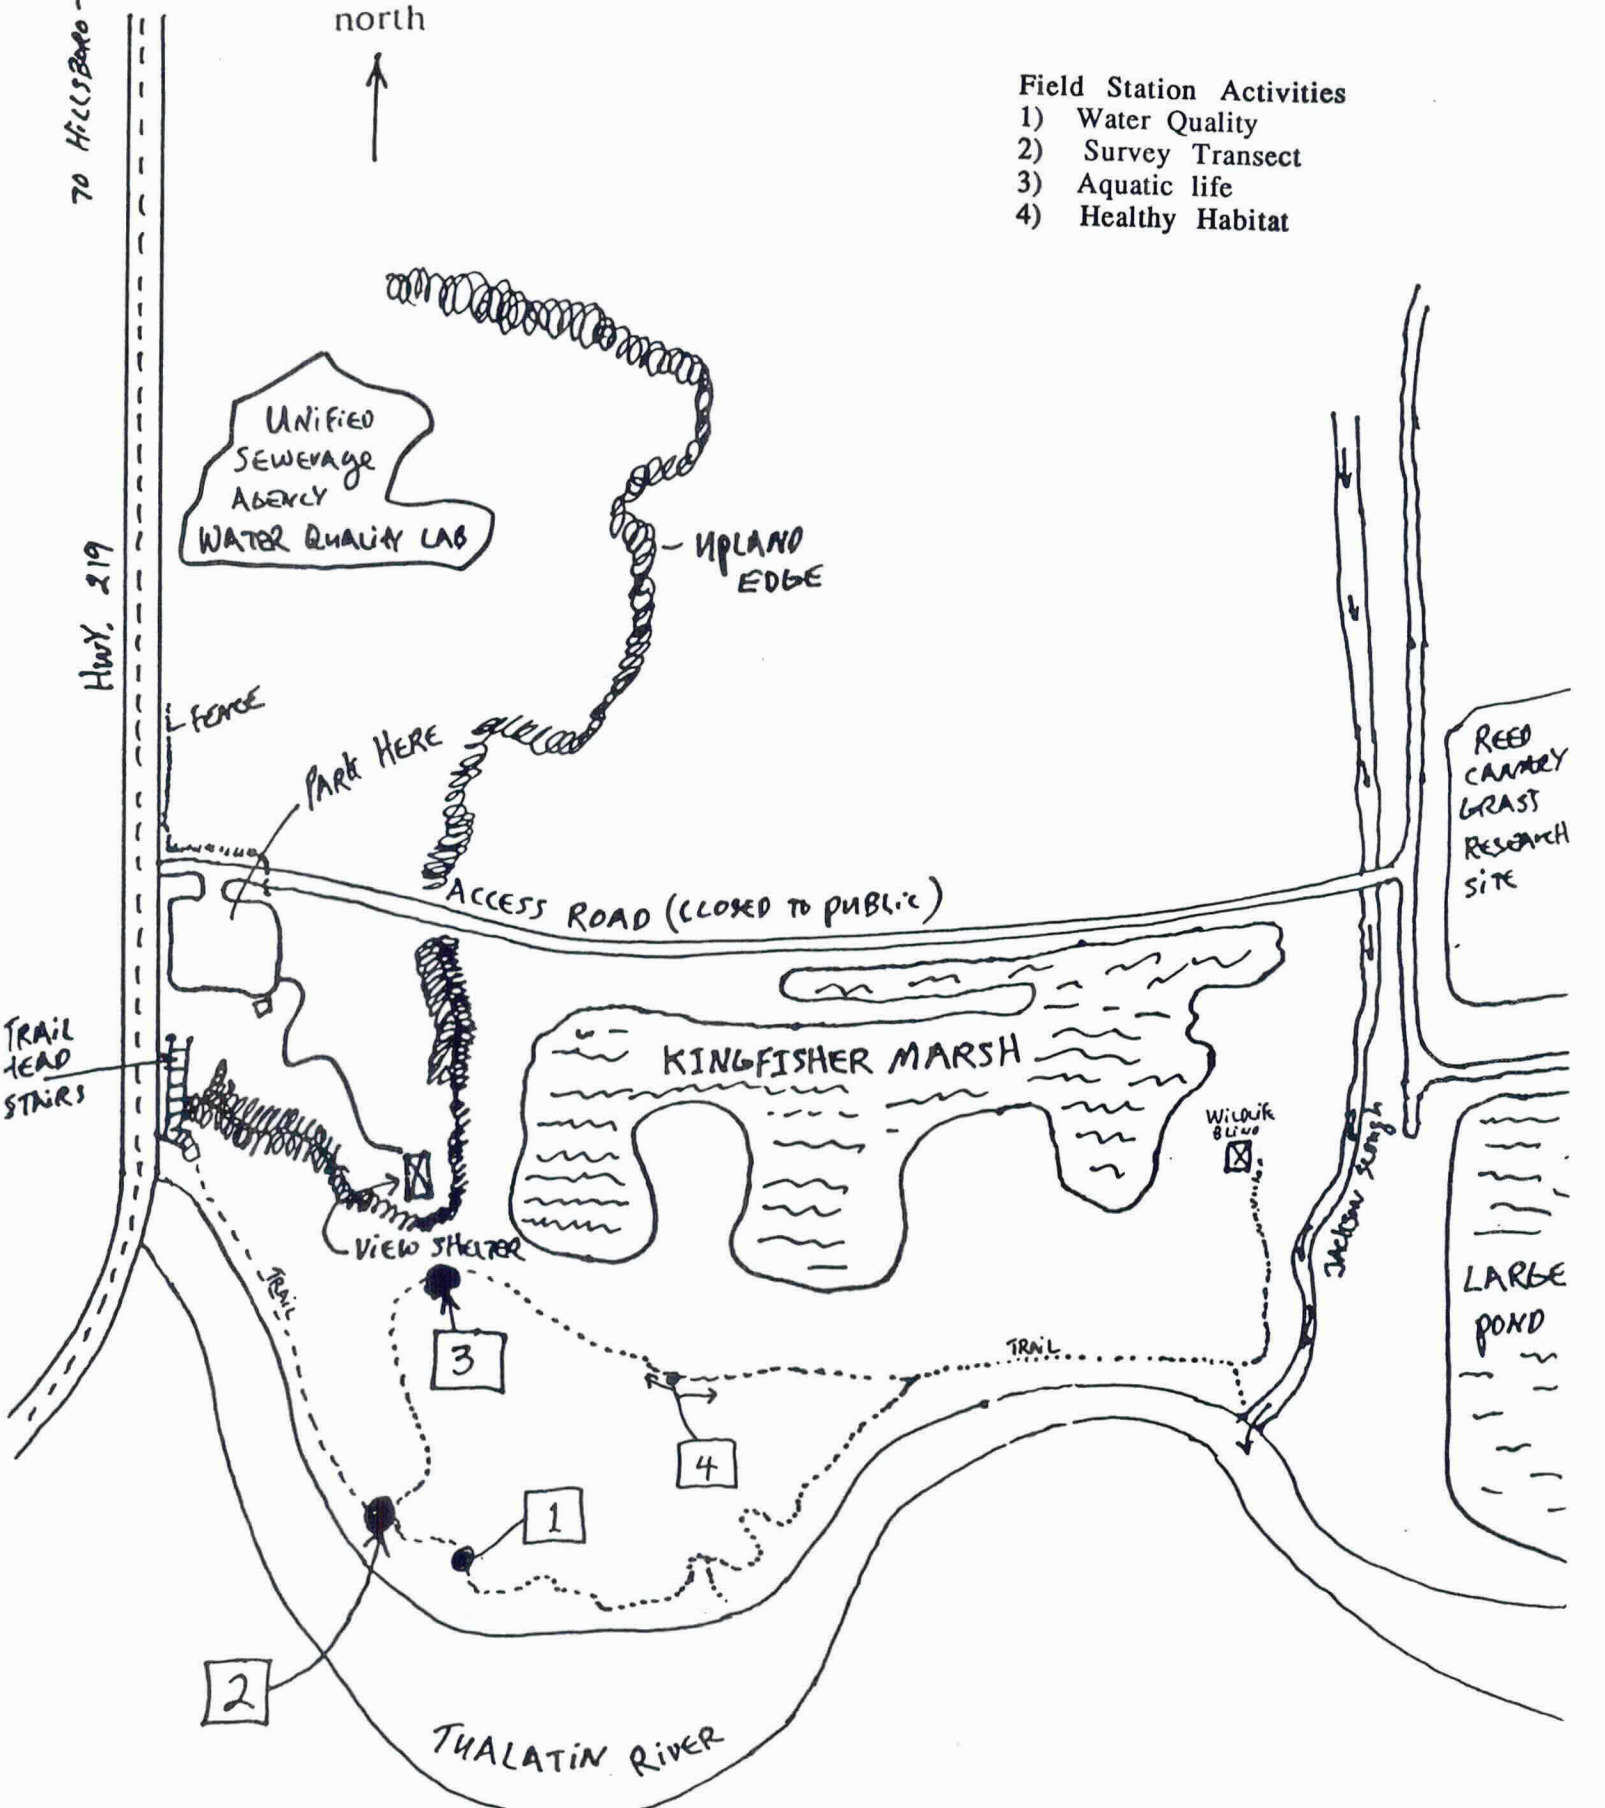 TO HILLSBORO -
north
Field Station Activities
1) Water Quality
2) Survey Transect
3) Aquatic life
4) Healthy Habitat
UNiFiED
SEWERAge
AGENCY
WATER QUALiTY LAB
UPLAND
EDGE
HWY. 219
FENCE
PARK HERE
REED
CANARY
GRASS
RESEARCH
SiTE
ACCESS ROAD (CLOSED TO PUBLiC)
TRAiL
HEAD
STAiRS
KiNGFISHER MARSH
WiLDLiFE
BLiND
JACKSON SLOUGH
ViEW SHELTER
TRAiL
LARGE
POND
3
TRAiL
4
1
2
TUALATiN RiVER